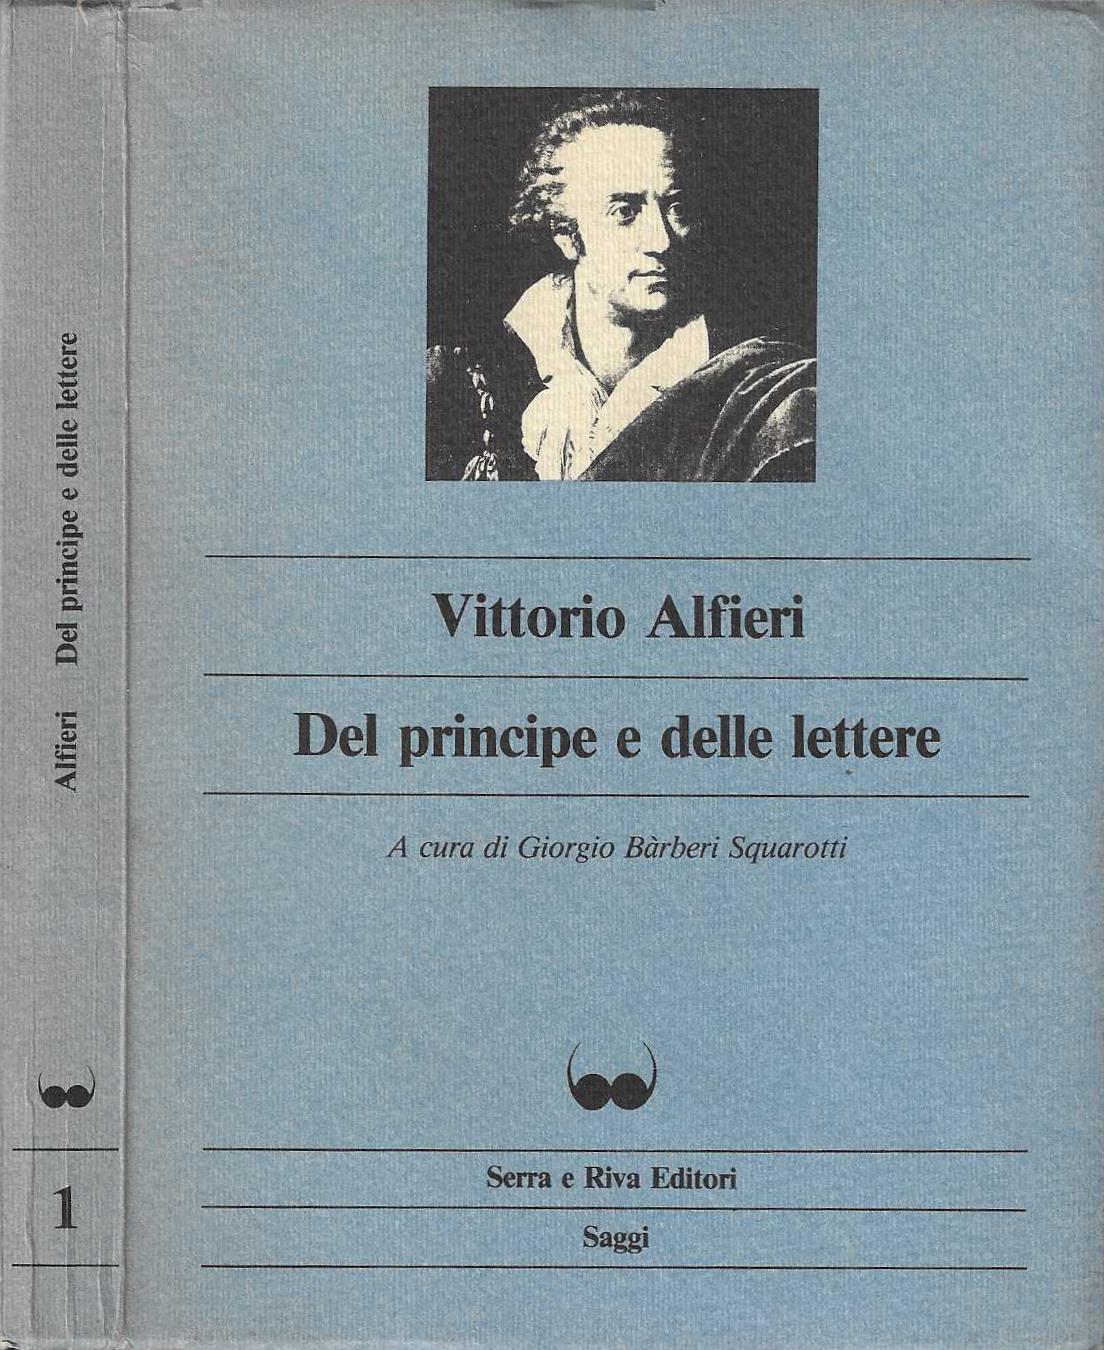 Alfieri Del principe e delle lettere
1
Vittorio Alfieri
Del principe e delle lettere
A cura di Giorgio Bàrberi Squarotti
Serra e Riva Editori
Saggi